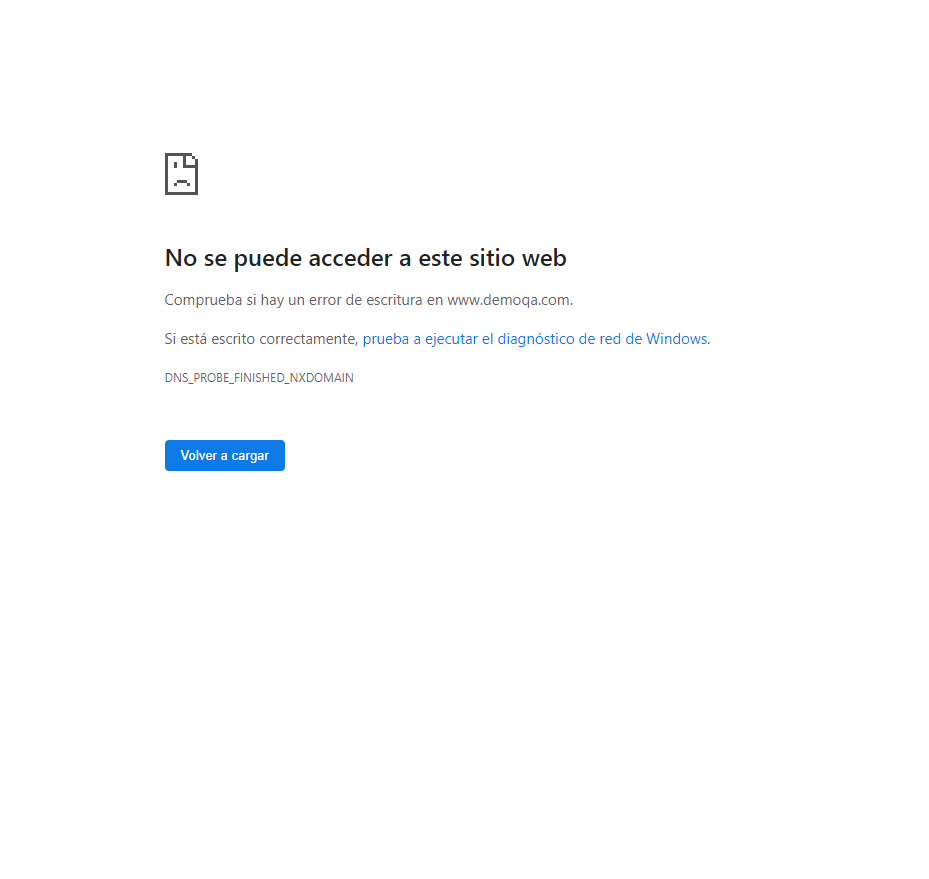 No se puede acceder a este sitio web
Comprueba si hay un error de escritura en www.demoqa.com.
Si está escrito correctamente, prueba a ejecutar el diagnóstico de red de Windows.
DNS_PROBE_FINISHED_NXDOMAIN
Volver a cargar